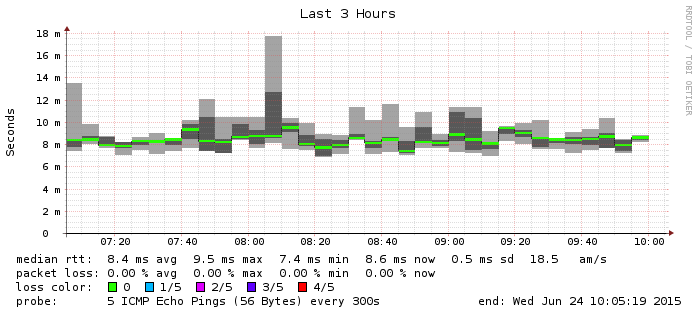 Last 3 Hours
RRDTOOL / TOBI OETIKER
Seconds
18 m
16 m
14 m
12 m
10 m
8 m
6 m
4 m
2 m
0
07:20 07:40 08:00 08:20 08:40 09:00 09:20 09:40 10:00
median rtt: 8.4 ms avg 9.5 ms max 7.4 ms min 8.6 ms now 0.5 ms sd 18.5 am/s
packet loss: 0.00 % avg 0.00 % max 0.00 % min 0.00 % now
loss color: 0 1/5 2/5 3/5 4/5
probe: 5 ICMP Echo Pings (56 Bytes) every 300s end: Wed Jun 24 10:05:19 2015